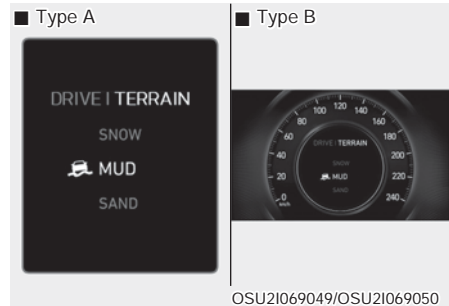 ■ Type A
DRIVE | TERRAIN
SNOW
MUD
SAND
■ Type B
0
20
40
60
80
100
120
140
160
180
200
220
240
km/h
DRIVE | TERRAIN
SNOW
MUD
SAND
OSU2I069049/OSU2I069050